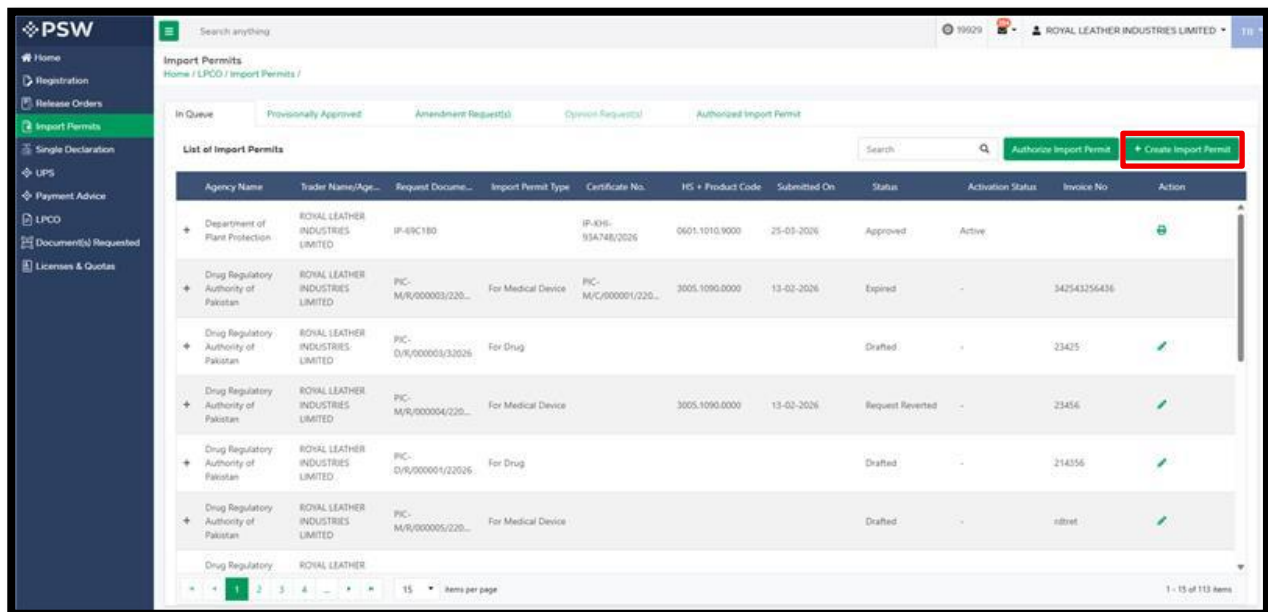 PSW
Search anything
19929
ROYAL LEATHER INDUSTRIES LIMITED
Home
Registration
Release Orders
Import Permits
Single Declaration
UPS
Payment Advice
LPCO
Document(s) Requested
Licenses & Quotas
Import Permits
Home / LPCO / Import Permits /
In Queue Provisionally Approved Amendment Request(s) Opinion Request(s) Authorized Import Permit
List of Import Permits Search Authorize Import Permit + Create Import Permit
Agency Name Trader Name/Age... Request Docume... Import Permit Type Certificate No. HS + Product Code Submitted On Status Activation Status Invoice No Action
+ Department of Plant Protection ROYAL LEATHER INDUSTRIES LIMITED IP-69C180 IP-KHI-93A748/2026 0601.1010.9000 25-03-2026 Approved Active
+ Drug Regulatory Authority of Pakistan ROYAL LEATHER INDUSTRIES LIMITED PIC-M/R/000003/220... For Medical Device PIC-M/C/000001/220... 3005.1090.0000 13-02-2026 Expired - 342543256436
+ Drug Regulatory Authority of Pakistan ROYAL LEATHER INDUSTRIES LIMITED PIC-D/R/000003/32026 For Drug Drafted - 23425
+ Drug Regulatory Authority of Pakistan ROYAL LEATHER INDUSTRIES LIMITED PIC-M/R/000004/220... For Medical Device 3005.1090.0000 13-02-2026 Request Reverted - 23456
+ Drug Regulatory Authority of Pakistan ROYAL LEATHER INDUSTRIES LIMITED PIC-D/R/000001/22026 For Drug Drafted - 214356
+ Drug Regulatory Authority of Pakistan ROYAL LEATHER INDUSTRIES LIMITED PIC-M/R/000005/220... For Medical Device Drafted -
Drug Regulatory ROYAL LEATHER
1 2 3 4 ... 15 items per page 1 - 15 of 113 items